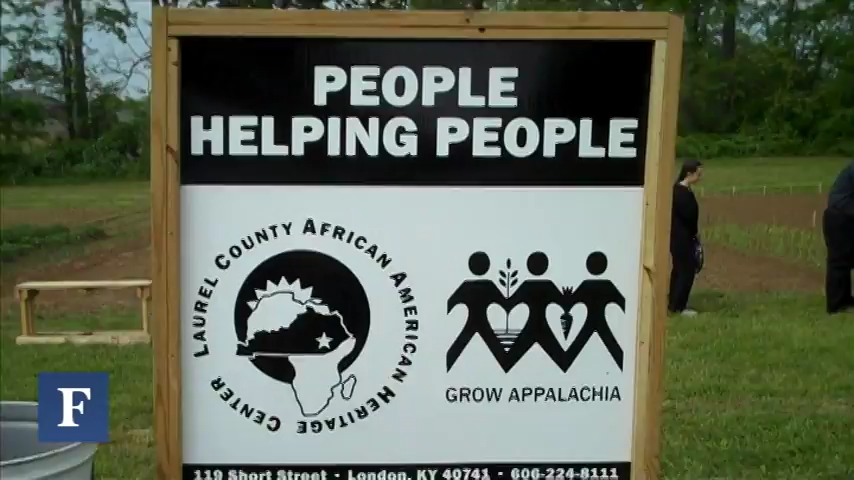 PEOPLE
HELPING PEOPLE
LAUREL COUNTY AFRICAN AMERICAN HERITAGE CENTER
GROW APPALACHIA
119 Short Street - London, KY 40741 - 606-224-8111
F